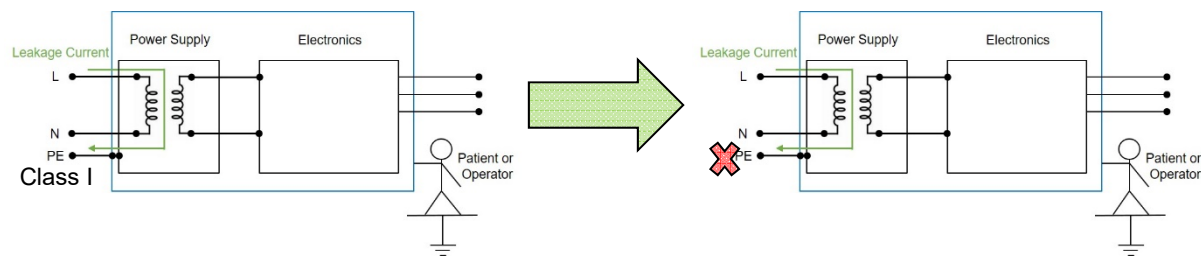 Power Supply
Electronics
Leakage Current
L
N
PE
Class I
Patient or
Operator
Power Supply
Electronics
Leakage Current
L
N
PE
Patient or
Operator